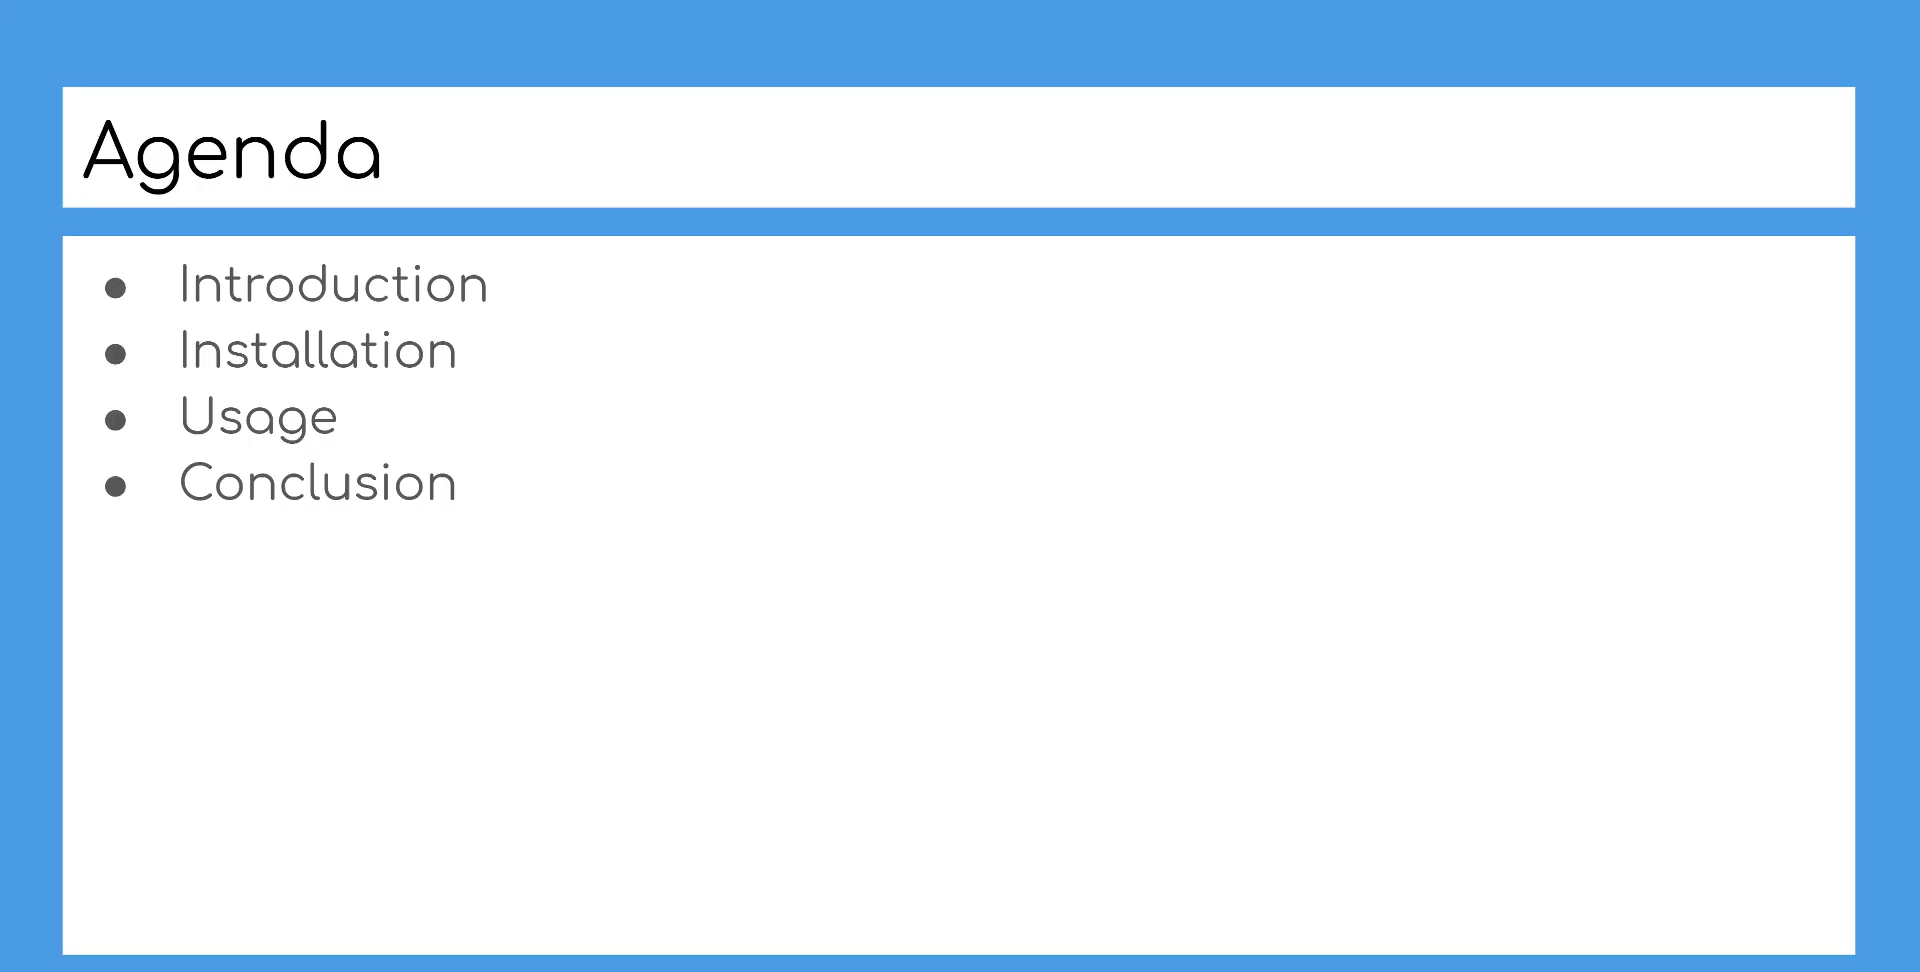 Agenda
● Introduction
● Installation
● Usage
● Conclusion